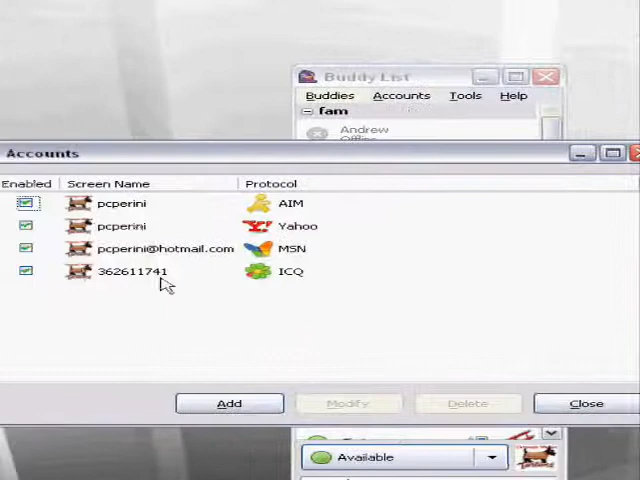 Buddy List
Buddies Accounts Tools Help
fam
Andrew
Offline
Accounts
Enabled Screen Name Protocol
pcperini AIM
pcperini Yahoo
pcperini@hotmail.com MSN
362611741 ICQ
Add Modify Delete Close
Available